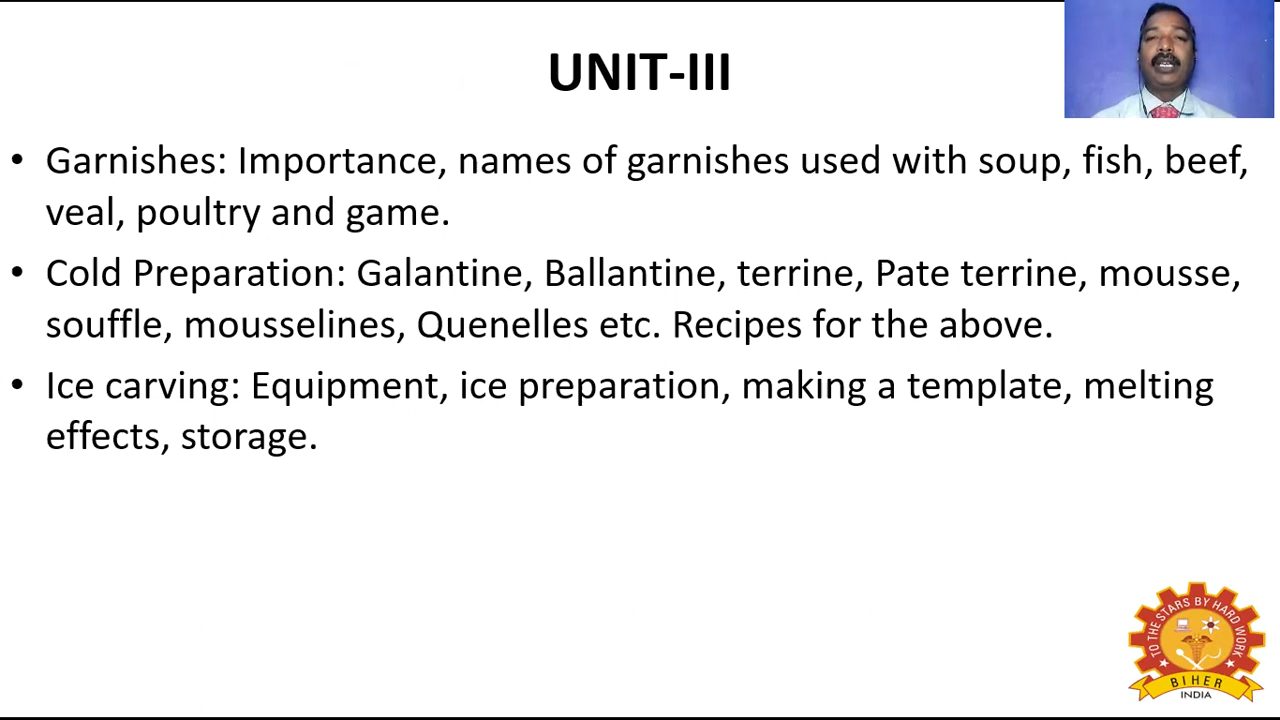 UNIT-III
• Garnishes: Importance, names of garnishes used with soup, fish, beef,
veal, poultry and game.
• Cold Preparation: Galantine, Ballantine, terrine, Pate terrine, mousse,
souffle, mousselines, Quenelles etc. Recipes for the above.
• Ice carving: Equipment, ice preparation, making a template, melting
effects, storage.
TO THE STARS BY HARD WORK
BIHER
INDIA